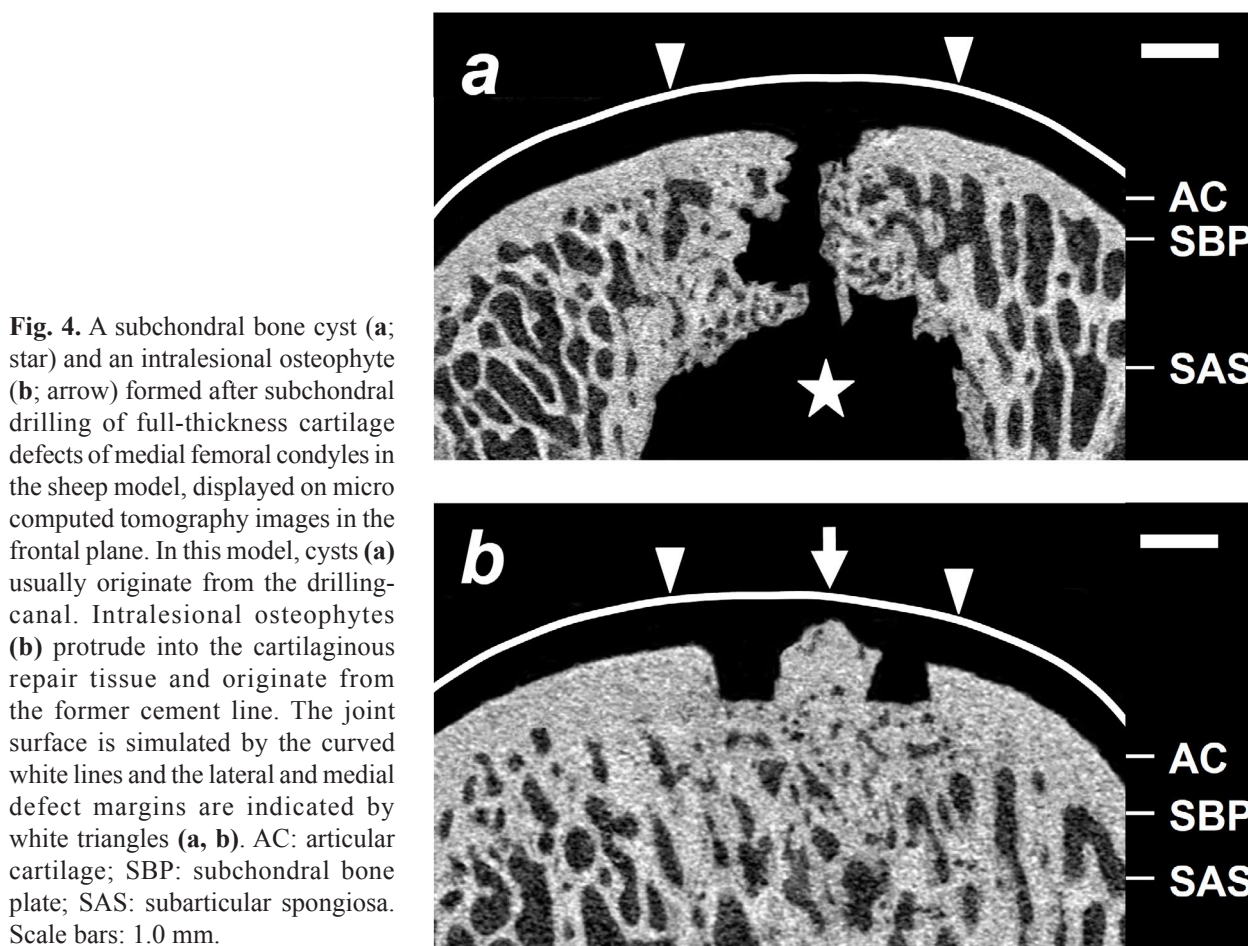 Fig. 4. A subchondral bone cyst (a;
star) and an intralesional osteophyte
(b; arrow) formed after subchondral
drilling of full-thickness cartilage
defects of medial femoral condyles in
the sheep model, displayed on micro
computed tomography images in the
frontal plane. In this model, cysts (a)
usually originate from the drilling-
canal. Intralesional osteophytes
(b) protrude into the cartilaginous
repair tissue and originate from
the former cement line. The joint
surface is simulated by the curved
white lines and the lateral and medial
defect margins are indicated by
white triangles (a, b). AC: articular
cartilage; SBP: subchondral bone
plate; SAS: subarticular spongiosa.
Scale bars: 1.0 mm.
a
AC
SBP
SAS
b
AC
SBP
SAS